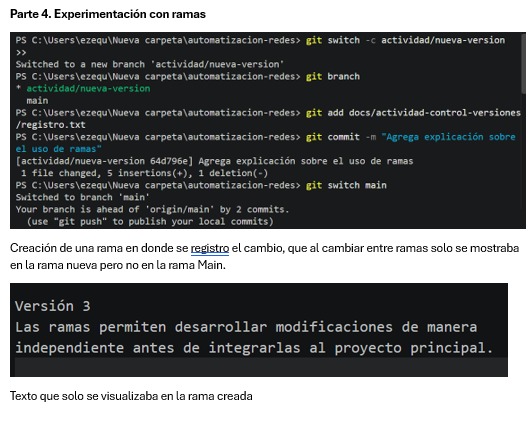 Parte 4. Experimentación con ramas
PS C:\Users\ezequ\Nueva carpeta\automatizacion-redes> git switch -c actividad/nueva-version
>>
Switched to a new branch 'actividad/nueva-version'
PS C:\Users\ezequ\Nueva carpeta\automatizacion-redes> git branch
* actividad/nueva-version
  main
PS C:\Users\ezequ\Nueva carpeta\automatizacion-redes> git add docs/actividad-control-versiones
/registro.txt
PS C:\Users\ezequ\Nueva carpeta\automatizacion-redes> git commit -m "Agrega explicación sobre
el uso de ramas"
[actividad/nueva-version 64d796e] Agrega explicación sobre el uso de ramas
 1 file changed, 5 insertions(+), 1 deletion(-)
PS C:\Users\ezequ\Nueva carpeta\automatizacion-redes> git switch main
Switched to branch 'main'
Your branch is ahead of 'origin/main' by 2 commits.
  (use "git push" to publish your local commits)
Creación de una rama en donde se registro el cambio, que al cambiar entre ramas solo se mostraba
en la rama nueva pero no en la rama Main.
Versión 3
Las ramas permiten desarrollar modificaciones de manera
independiente antes de integrarlas al proyecto principal.
Texto que solo se visualizaba en la rama creada